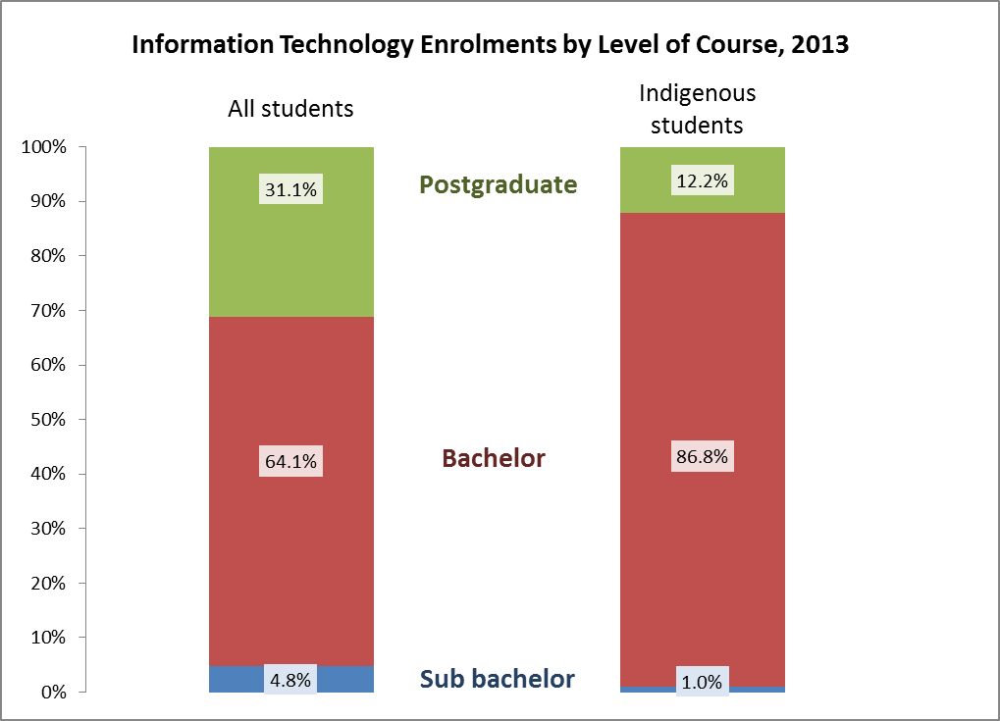 Information Technology Enrolments by Level of Course, 2013
All students
Indigenous
students
100%
90%
80%
70%
60%
50%
40%
30%
20%
10%
0%
31.1%
Postgraduate
12.2%
64.1%
Bachelor
86.8%
4.8%
Sub bachelor
1.0%